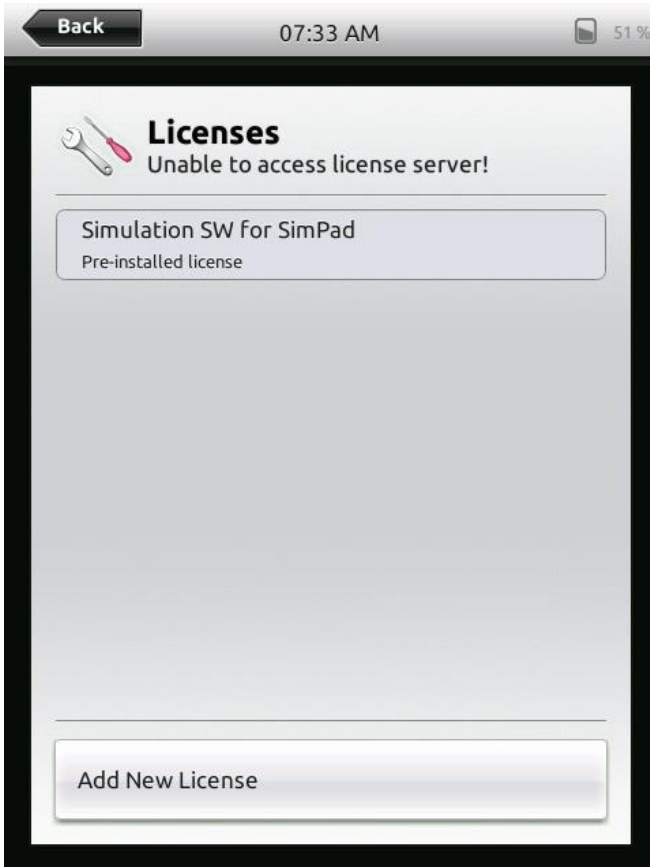 Back
07:33 AM
51 %
Licenses
Unable to access license server!
Simulation SW for SimPad
Pre-installed license
Add New License